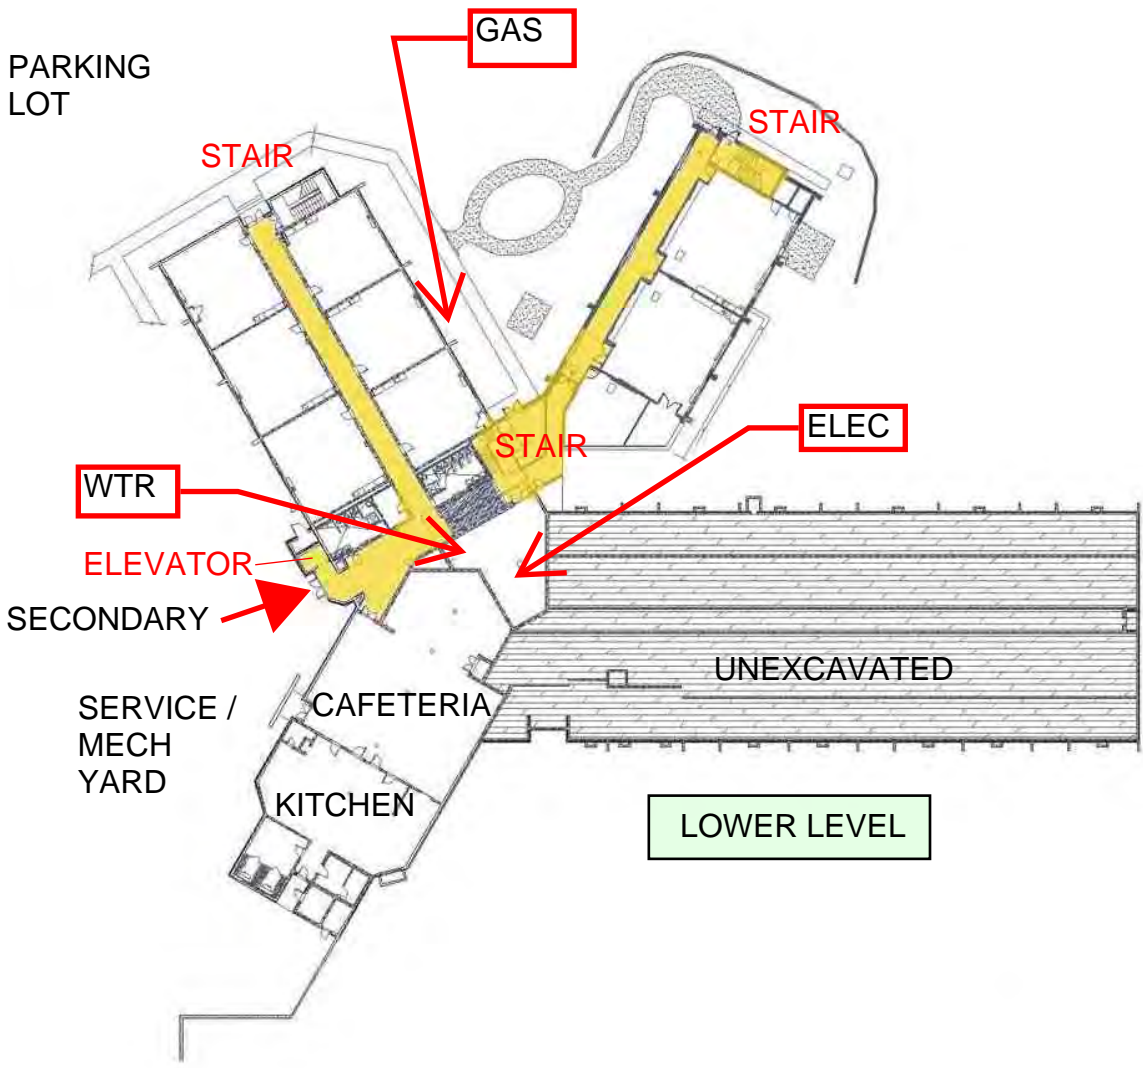 GAS
PARKING
LOT
STAIR
STAIR
ELEC
STAIR
WTR
ELEVATOR
SECONDARY
UNEXCAVATED
SERVICE /
MECH
YARD
CAFETERIA
KITCHEN
LOWER LEVEL